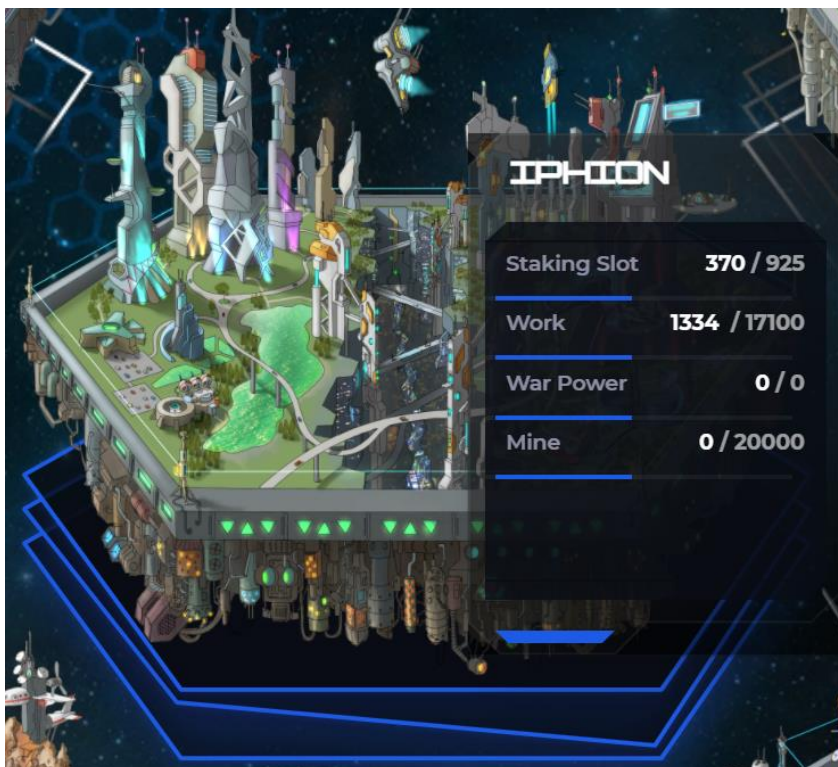 IPHION
Staking Slot 370 / 925
Work 1334 / 17100
War Power 0 / 0
Mine 0 / 20000